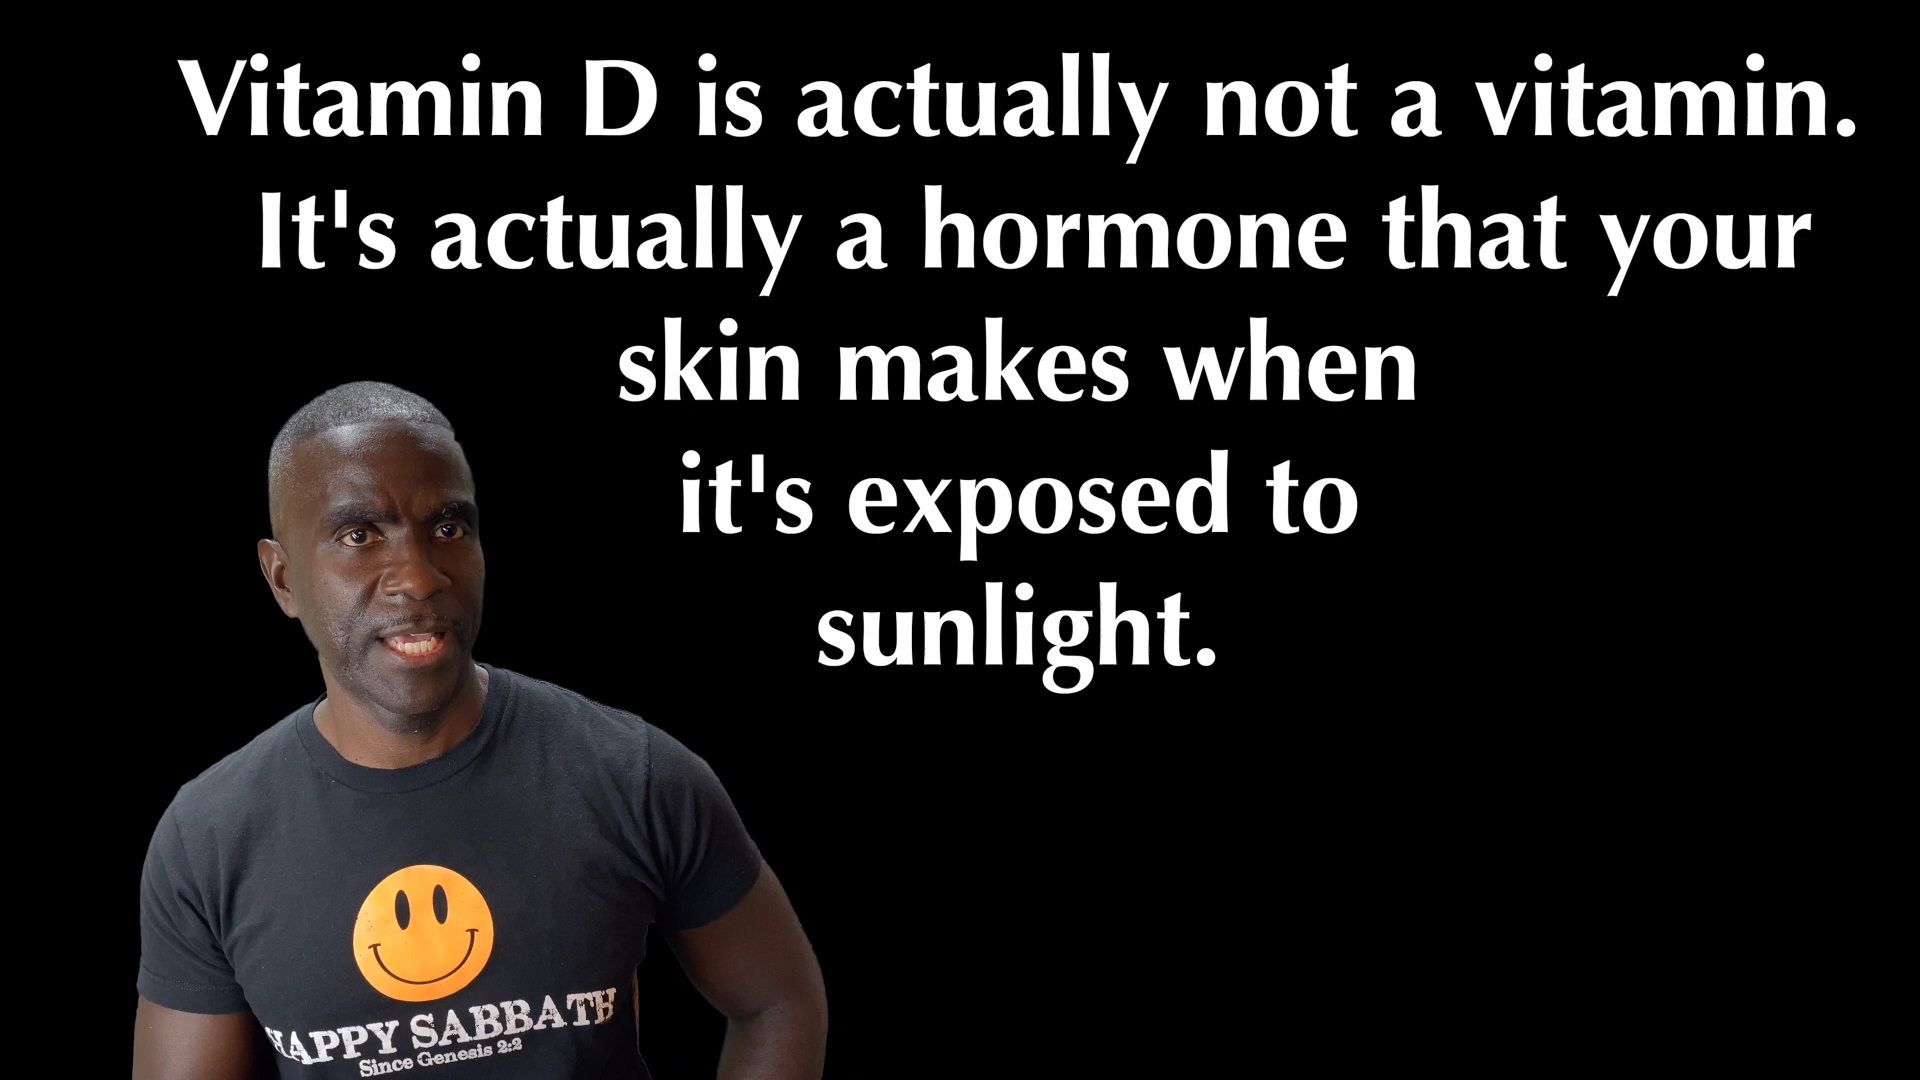 Vitamin D is actually not a vitamin.
It's actually a hormone that your
skin makes when
it's exposed to
sunlight.
HAPPY SABBATH
Since Genesis 2:2